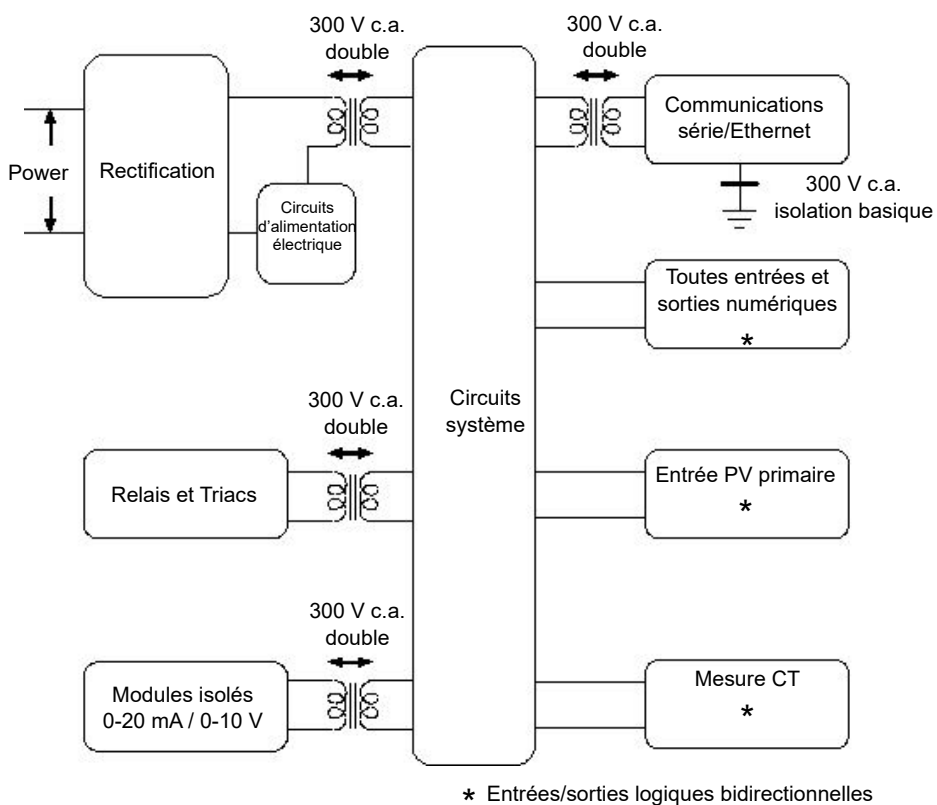 300 V c.a.
double
300 V c.a.
double
Power
Rectification
Circuits
d'alimentation
électrique
Communications
série/Ethernet
300 V c.a.
isolation basique
Toutes entrées et
sorties numériques
*
300 V c.a.
double
Circuits
système
Relais et Triacs
Entrée PV primaire
*
300 V c.a.
double
Modules isolés
0-20 mA / 0-10 V
Mesure CT
*
* Entrées/sorties logiques bidirectionnelles